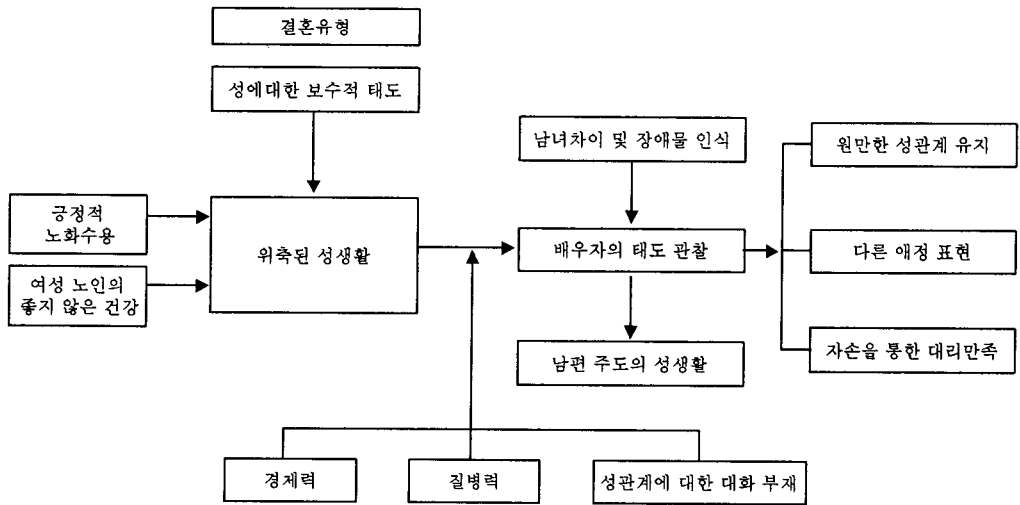 결혼유형
성에대한 보수적 태도
남녀차이 및 장애물 인식
원만한 성관계 유지
긍정적
노화수용
위축된 성생활
배우자의 태도 관찰
다른 애정 표현
여성 노인의
좋지 않은 건강
남편 주도의 성생활
자손을 통한 대리만족
경제력
질병력
성관계에 대한 대화 부재